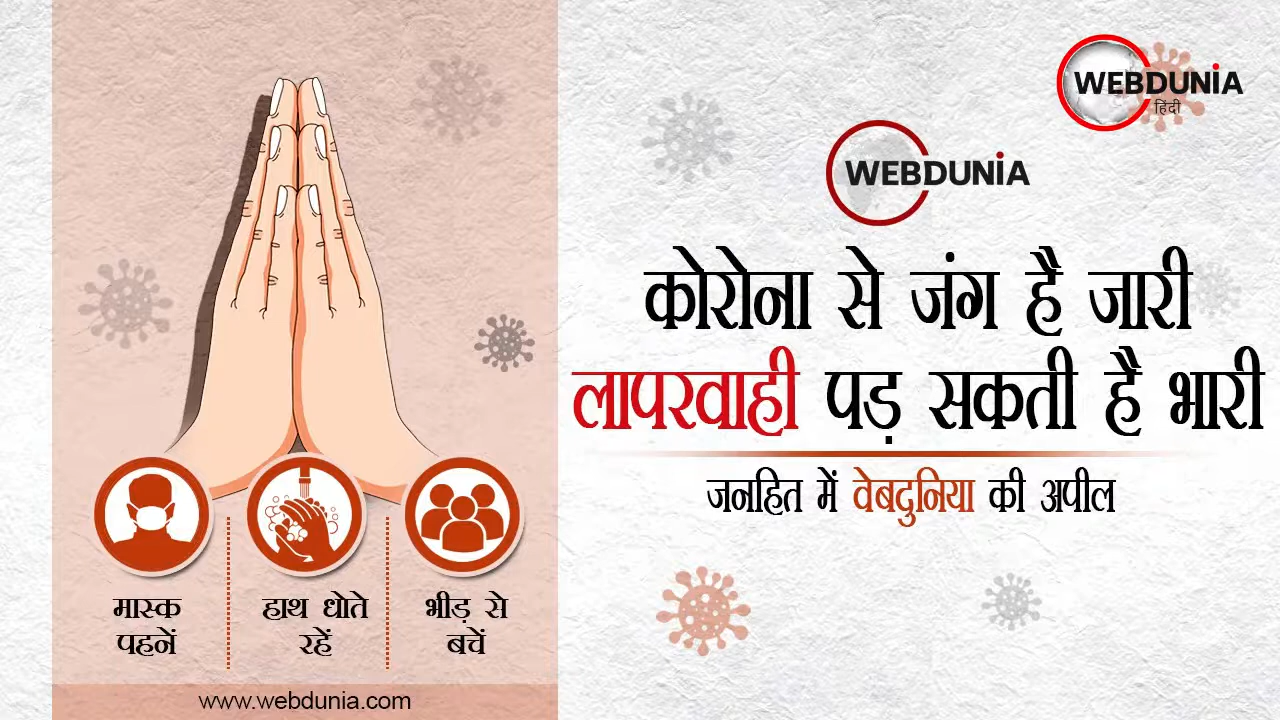 WEBDUNIA
हिंदी
WEBDUNIA
कोरोना से जंग है जारी
लापरवाही पड़ सकती है भारी
जनहित में वेबदुनिया की अपील
मास्क पहनें
हाथ धोते रहें
भीड़ से बचें
www.webdunia.com